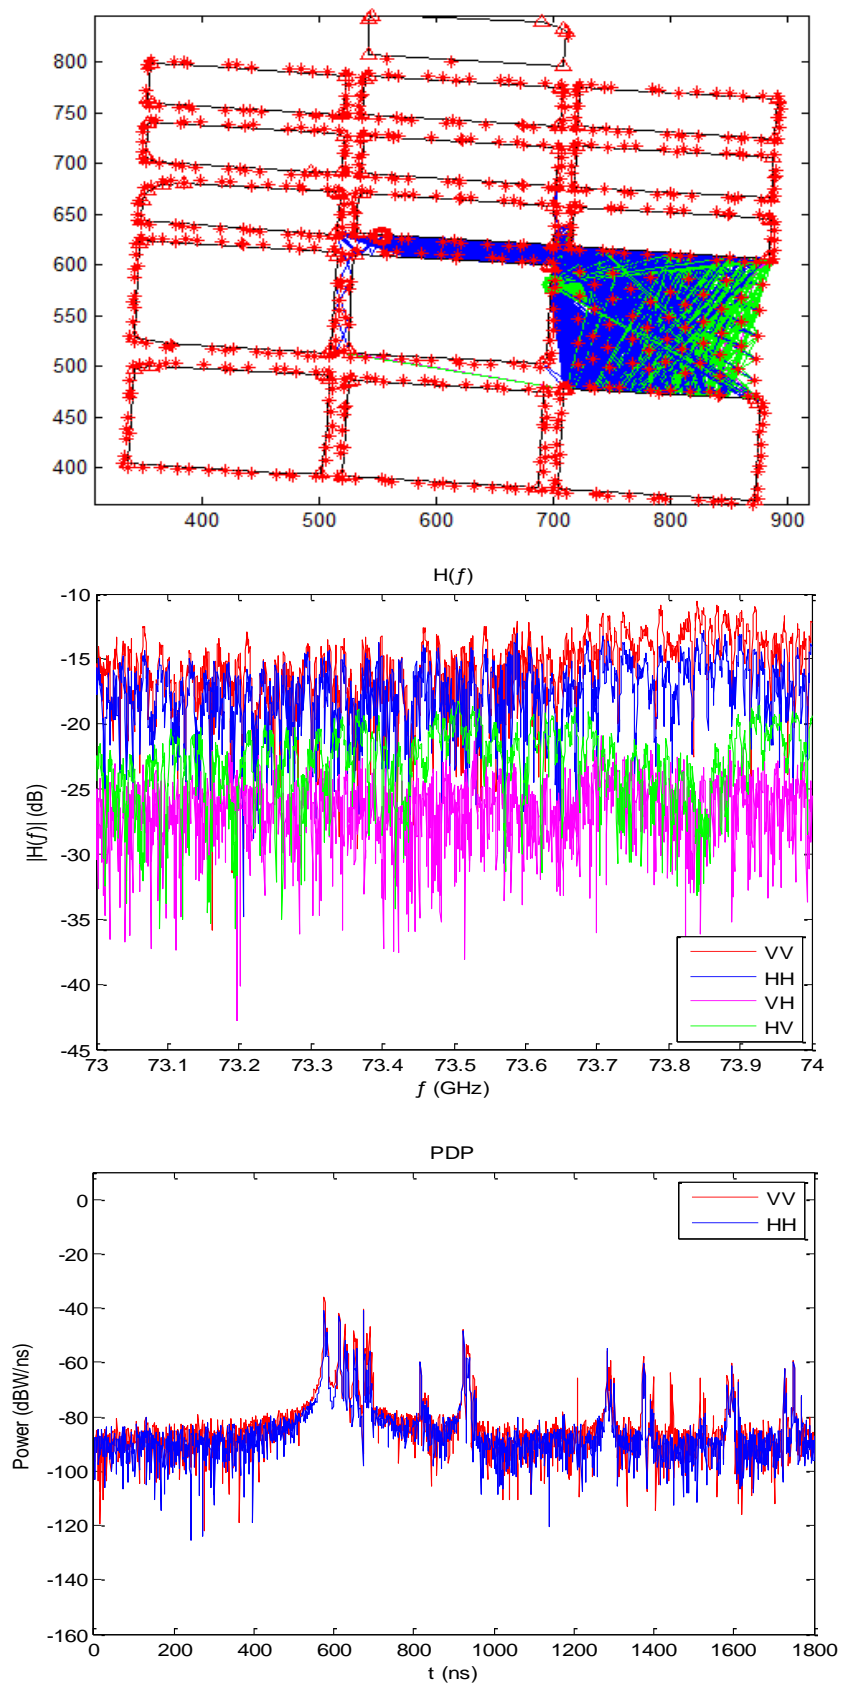 800
750
700
650
600
550
500
450
400
400 500 600 700 800 900
H(ƒ)
|H(ƒ)| (dB)
-10
-15
-20
-25
-30
-35
-40
-45
VV
HH
VH
HV
73 73.1 73.2 73.3 73.4 73.5 73.6 73.7 73.8 73.9 74
ƒ (GHz)
PDP
Power (dBW/ns)
0
-20
-40
-60
-80
-100
-120
-140
-160
VV
HH
0 200 400 600 800 1000 1200 1400 1600 1800
t (ns)